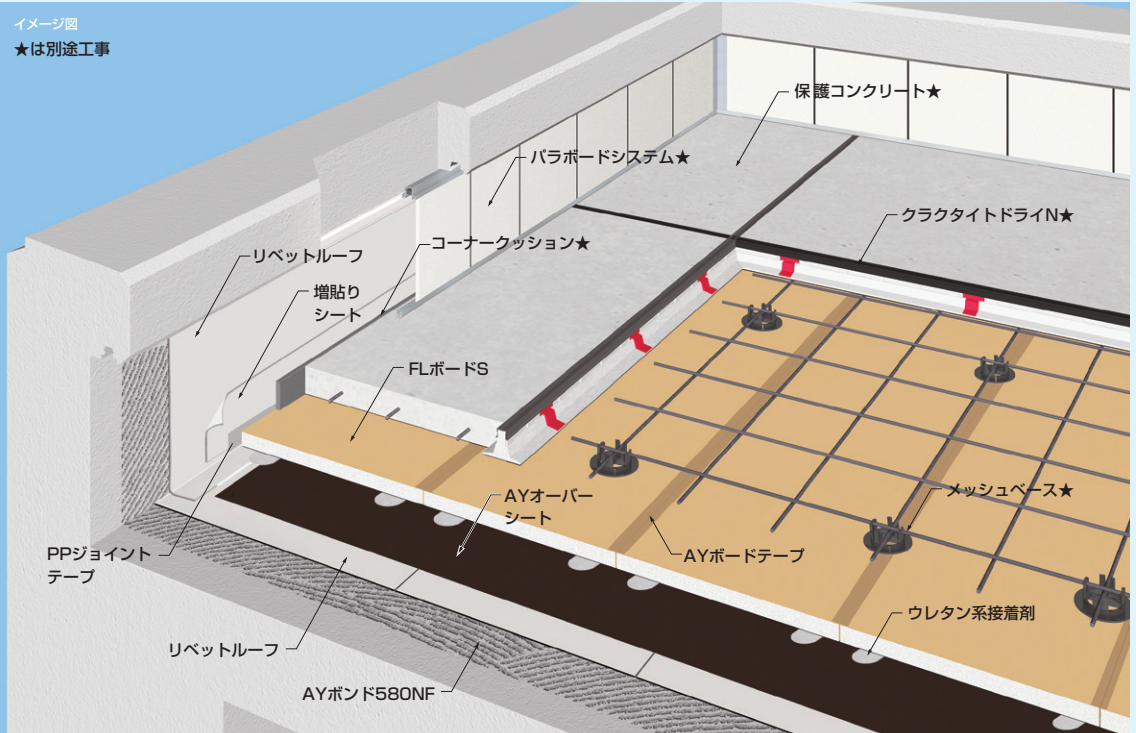 イメージ図
★は別途工事
保護コンクリート★
パラボードシステム★
クラクタイトドライN★
コーナークッション★
リベットルーフ
増貼り
シート
FLボードS
AYオーバー
シート
メッシュベース★
PPジョイント
テープ
AYボードテープ
ウレタン系接着剤
リベットルーフ
AYボンド580NF